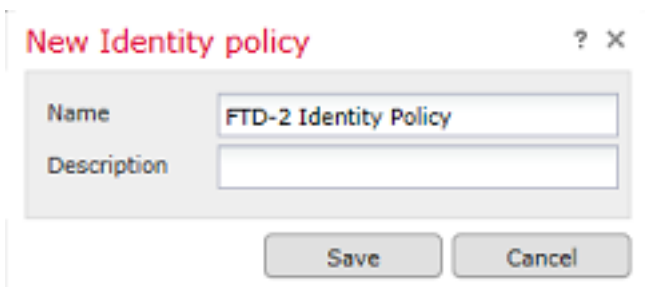 New Identity policy ? ×
Name FTD-2 Identity Policy
Description
Save Cancel